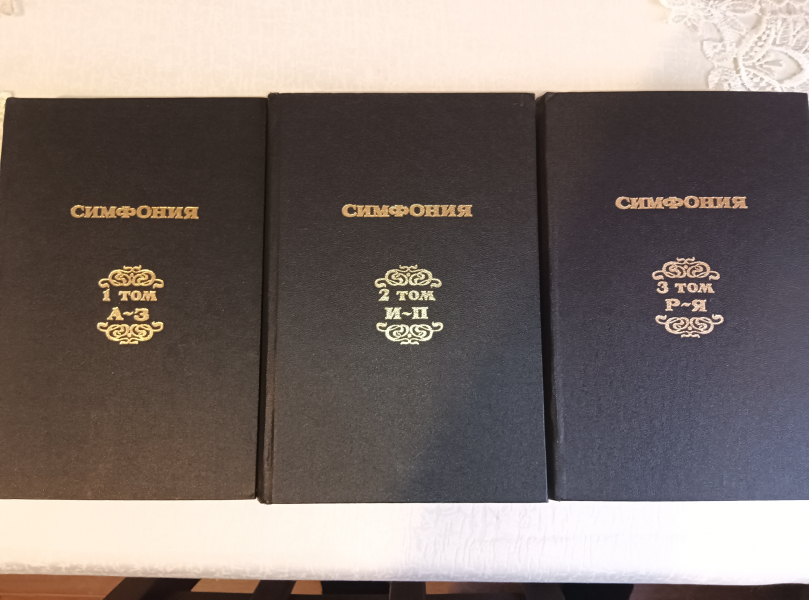 СИМФОНИЯ
1 ТОМ
А~З
СИМФОНИЯ
2 ТОМ
И~П
СИМФОНИЯ
3 ТОМ
Р~Я